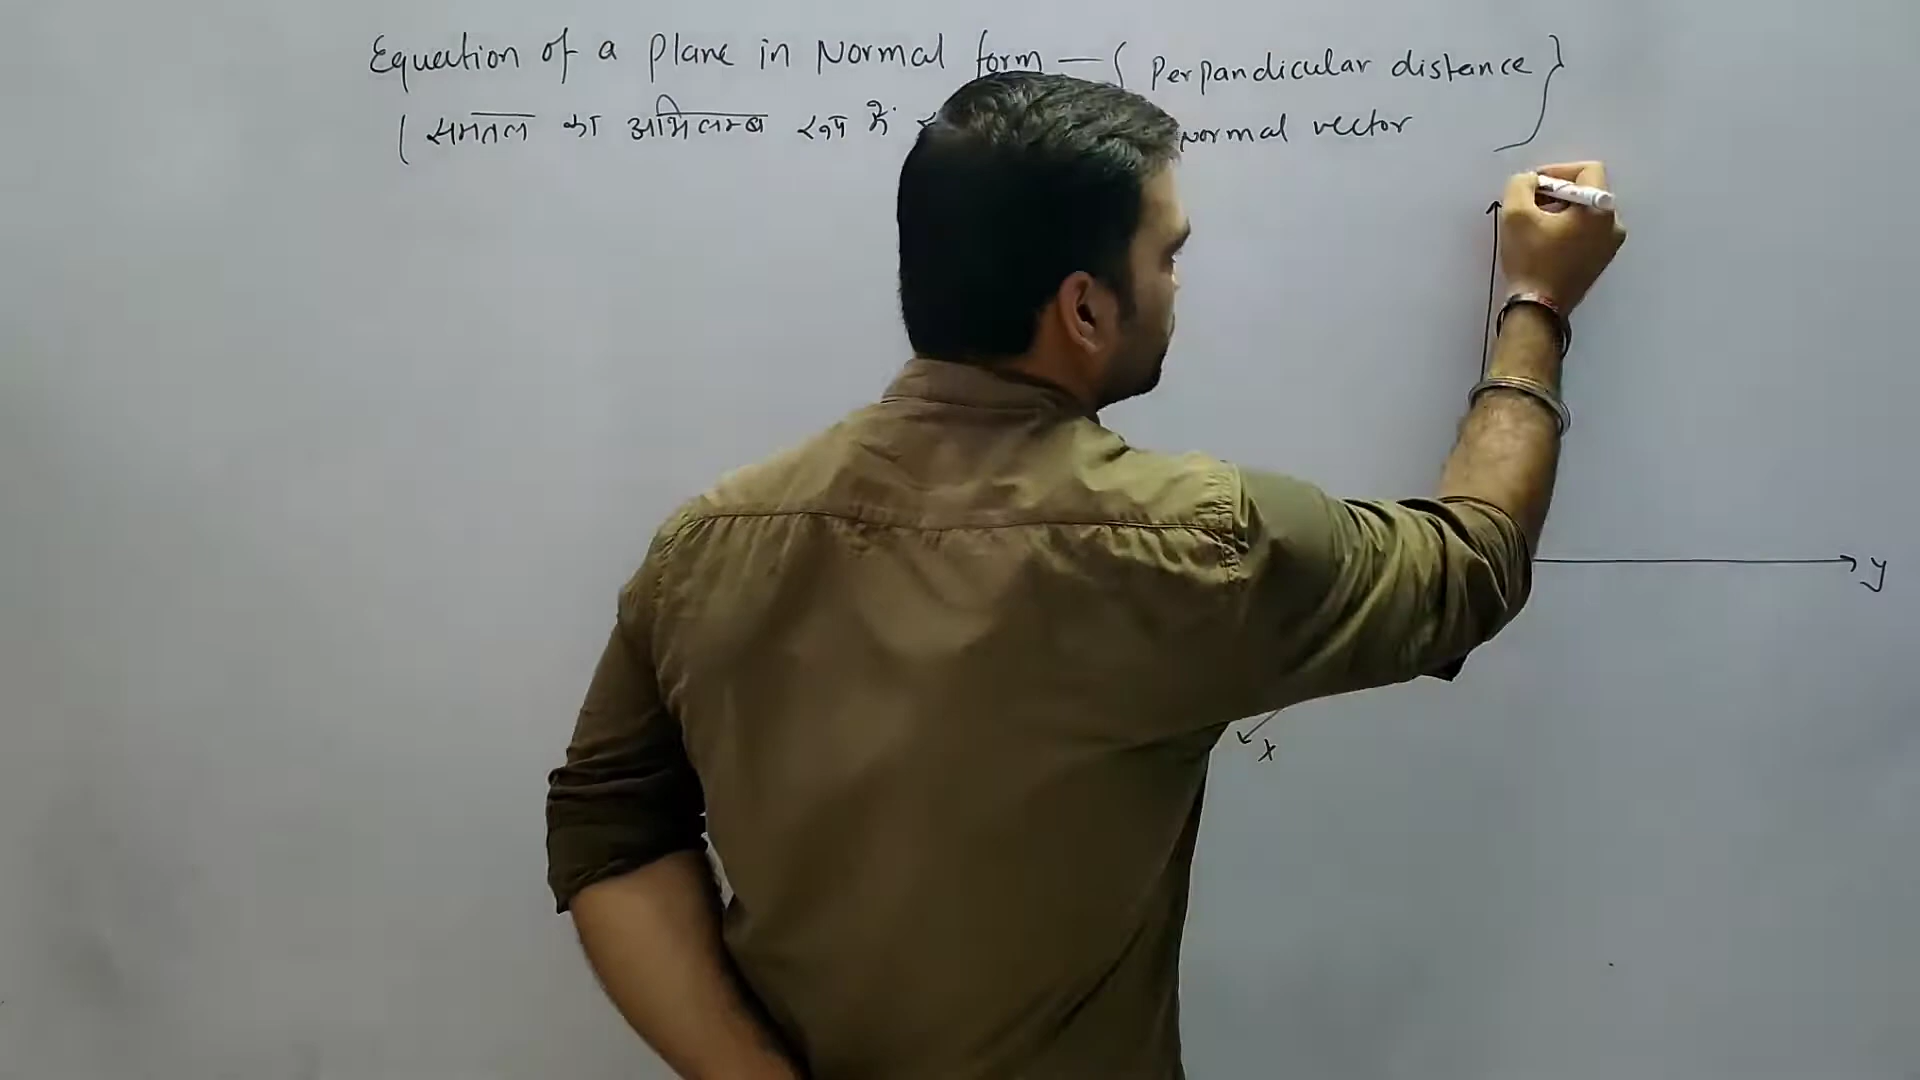 Equation of a plane in Normal form — { Perpandicular distance }
( समतल का अभिलम्ब रूप में normal vector
y
x